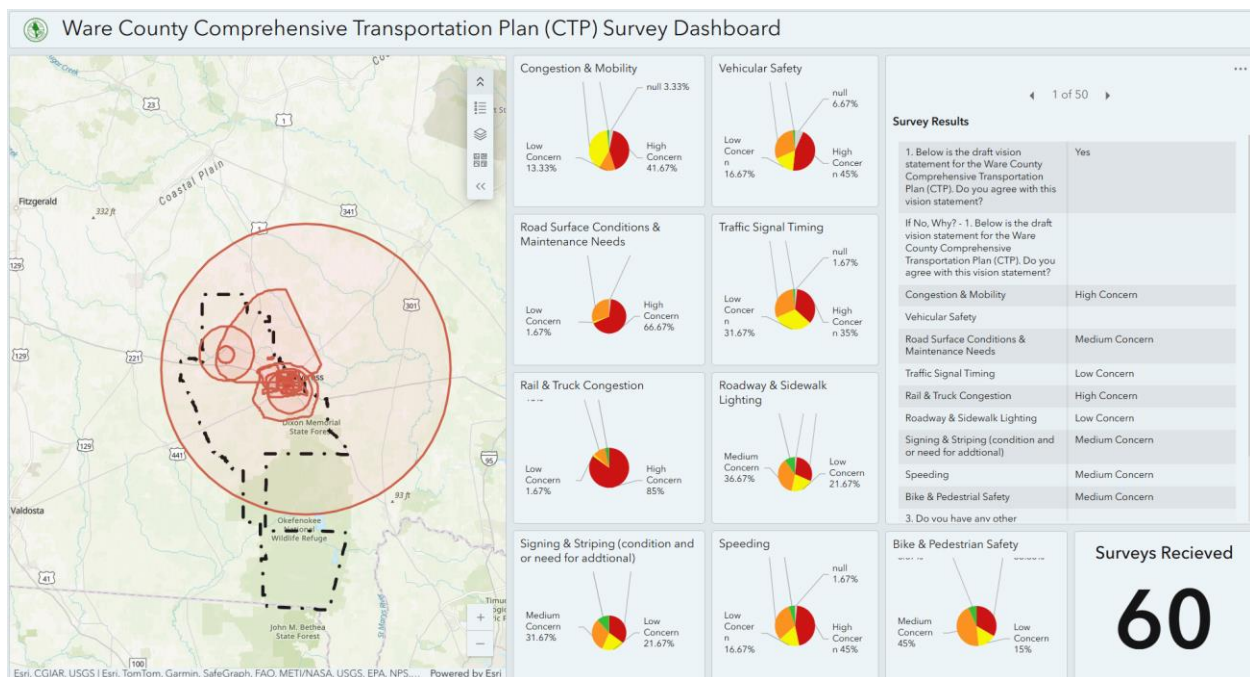 Ware County Comprehensive Transportation Plan (CTP) Survey Dashboard
23
1
Coastal Plain
Fitzgerald
332 ft
341
1
129
301
129
221
Dixon Memorial
State Forest
129
441
95
93 ft
Valdosta
Okefenokee
National
Wildlife Refuge
41
St Marys River
John M. Bethea
State Forest
100
+
−
Esri, CGIAR, USGS | Esri, TomTom, Garmin, SafeGraph, FAO, METI/NASA, USGS, EPA, NPS,... Powered by Esri
Congestion & Mobility
null 3.33%
Low
Concern
13.33%
High
Concern
41.67%
Vehicular Safety
null
6.67%
Low
Concer
n
16.67%
High
Concer
n 45%
Road Surface Conditions &
Maintenance Needs
Low
Concern
1.67%
High
Concern
66.67%
Traffic Signal Timing
null
1.67%
Low
Concer
n
31.67%
High
Concer
n 35%
Rail & Truck Congestion
Low
Concern
1.67%
High
Concern
85%
Roadway & Sidewalk
Lighting
Medium
Concern
36.67%
Low
Concern
21.67%
Signing & Striping (condition and
or need for addtional)
Medium
Concern
31.67%
Low
Concern
21.67%
Speeding
null
1.67%
Low
Concer
n
16.67%
High
Concer
n 45%
Bike & Pedestrian Safety
Medium
Concern
45%
Low
Concern
15%
1 of 50
Survey Results
1. Below is the draft vision
statement for the Ware County
Comprehensive Transportation
Plan (CTP). Do you agree with this
vision statement?
Yes
If No, Why? - 1. Below is the draft
vision statement for the Ware
County Comprehensive
Transportation Plan (CTP). Do you
agree with this vision statement?
Congestion & Mobility High Concern
Vehicular Safety
Road Surface Conditions &
Maintenance Needs
Medium Concern
Traffic Signal Timing Low Concern
Rail & Truck Congestion High Concern
Roadway & Sidewalk Lighting Low Concern
Signing & Striping (condition and
or need for addtional)
Medium Concern
Speeding Medium Concern
Bike & Pedestrial Safety Medium Concern
3. Do you have any other
Surveys Recieved
60